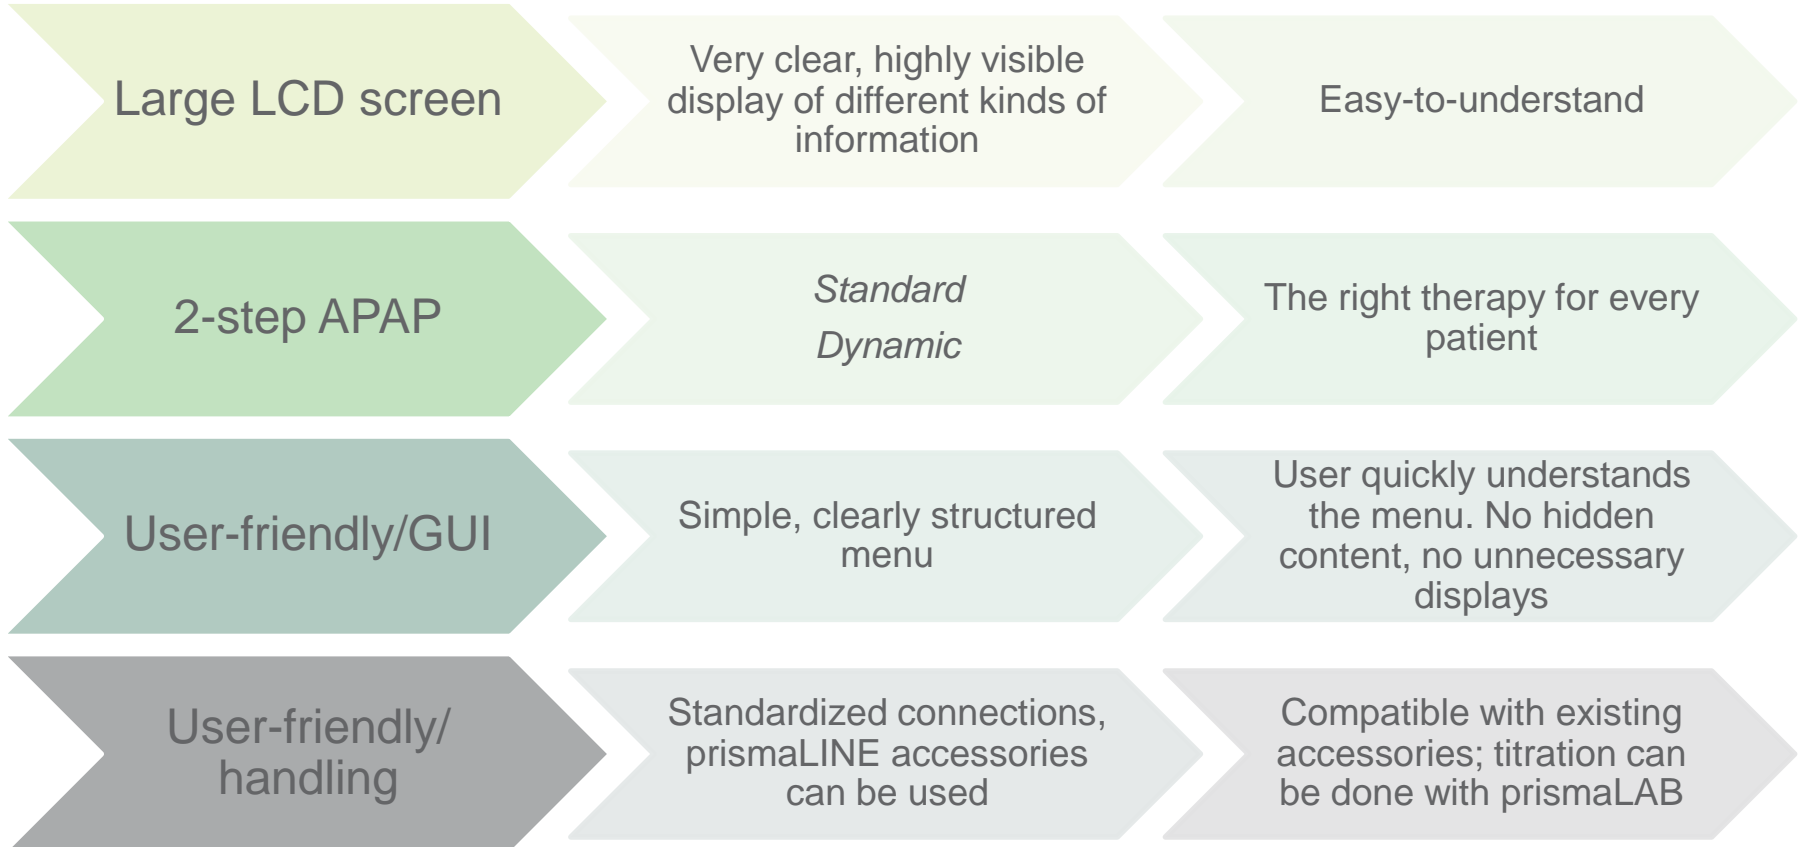 Large LCD screen
Very clear, highly visible
display of different kinds of
information
Easy-to-understand
2-step APAP
Standard
Dynamic
The right therapy for every
patient
User-friendly/GUI
Simple, clearly structured
menu
User quickly understands
the menu. No hidden
content, no unnecessary
displays
User-friendly/
handling
Standardized connections,
prismaLINE accessories
can be used
Compatible with existing
accessories; titration can
be done with prismaLAB